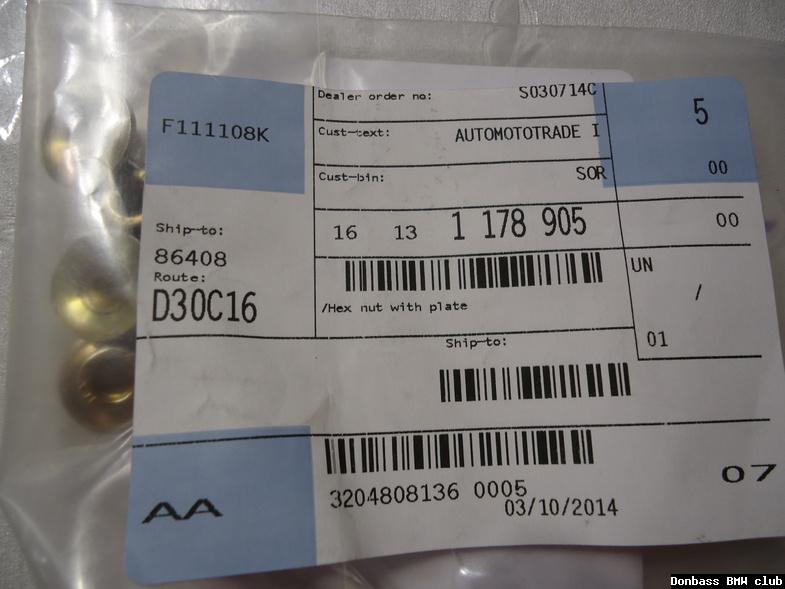 F111108K
Dealer order no: S030714C
Cust-text: AUTOMOTOTRADE I
Cust-bin: SOR
5
00
Ship-to:
86408
Route:
D30C16
16 13 1 178 905
00
/Hex nut with plate
UN
/
01
Ship-to:
AA
3204808136 0005
03/10/2014
07
Donbass BMW club